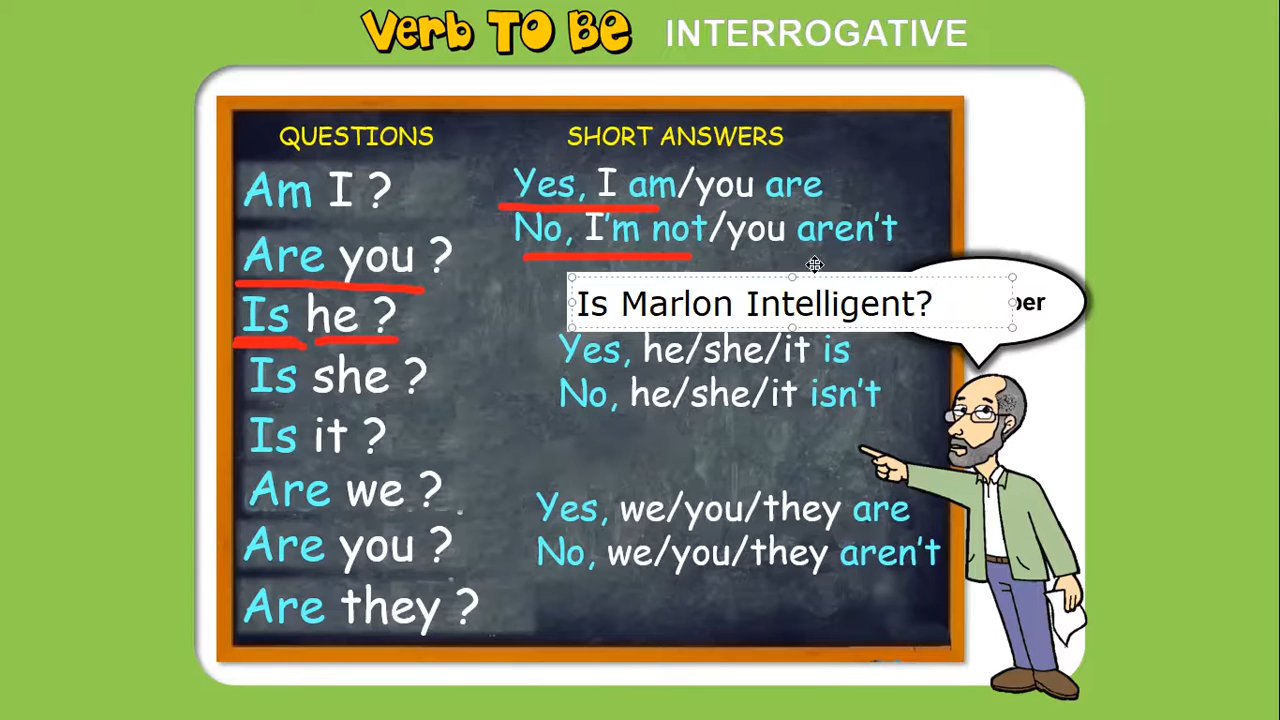 Verb TO BE INTERROGATIVE
QUESTIONS
SHORT ANSWERS
Am I ?
Yes, I am/you are
No, I'm not/you aren't
Are you ?
Is he ?
Is Marlon Intelligent?
Yes, he/she/it is
No, he/she/it isn't
Is she ?
Is it ?
Are we ?
Yes, we/you/they are
No, we/you/they aren't
Are you ?
Are they ?